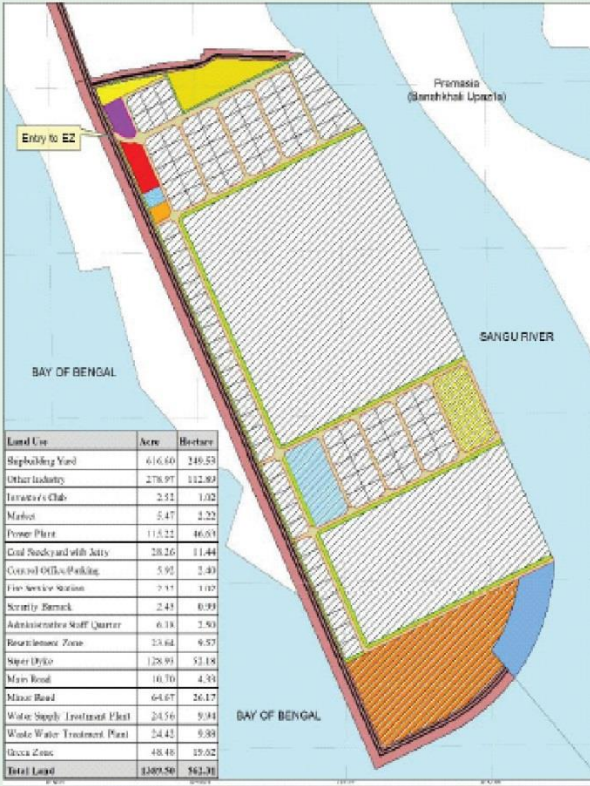 Premasia
(Banshkhali Upazila)
Entry to EZ
SANGU RIVER
BAY OF BENGAL
Land Use Acre Hectare
Shipbuilding Yard 616.60 249.53
Other Industry 278.97 112.89
Investor's Club 2.52 1.02
Market 5.47 2.22
Power Plant 115.22 46.63
Coal Stockyard with Jetty 28.26 11.44
Control Office/Parking 5.92 2.40
Fire Service Station 1.02
Security Barrack 2.45 0.99
Administrative Staff Quarter 6.18 2.50
Resettlement Zone 23.64 9.57
Super Dyke 128.93 52.18
Main Road 10.70 4.33
Minor Road 64.67 26.17
Water Supply Treatment Plant 24.56 9.94
Waste Water Treatment Plant 24.42 9.88
Green Zone 48.48 19.62
Total Land 1389.50 562.31
BAY OF BENGAL